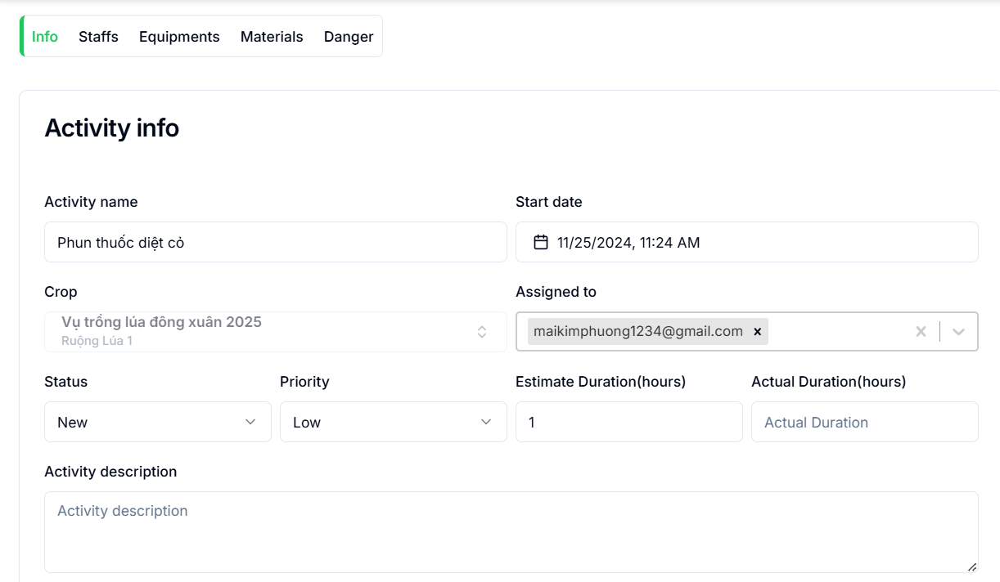 Info Staffs Equipments Materials Danger
Activity info
Activity name
Start date
Phun thuốc diệt cỏ
11/25/2024, 11:24 AM
Crop
Assigned to
Vụ trồng lúa đông xuân 2025
Ruộng Lúa 1
maikimphuong1234@gmail.com
Status
Priority
Estimate Duration(hours)
Actual Duration(hours)
New
Low
1
Actual Duration
Activity description
Activity description